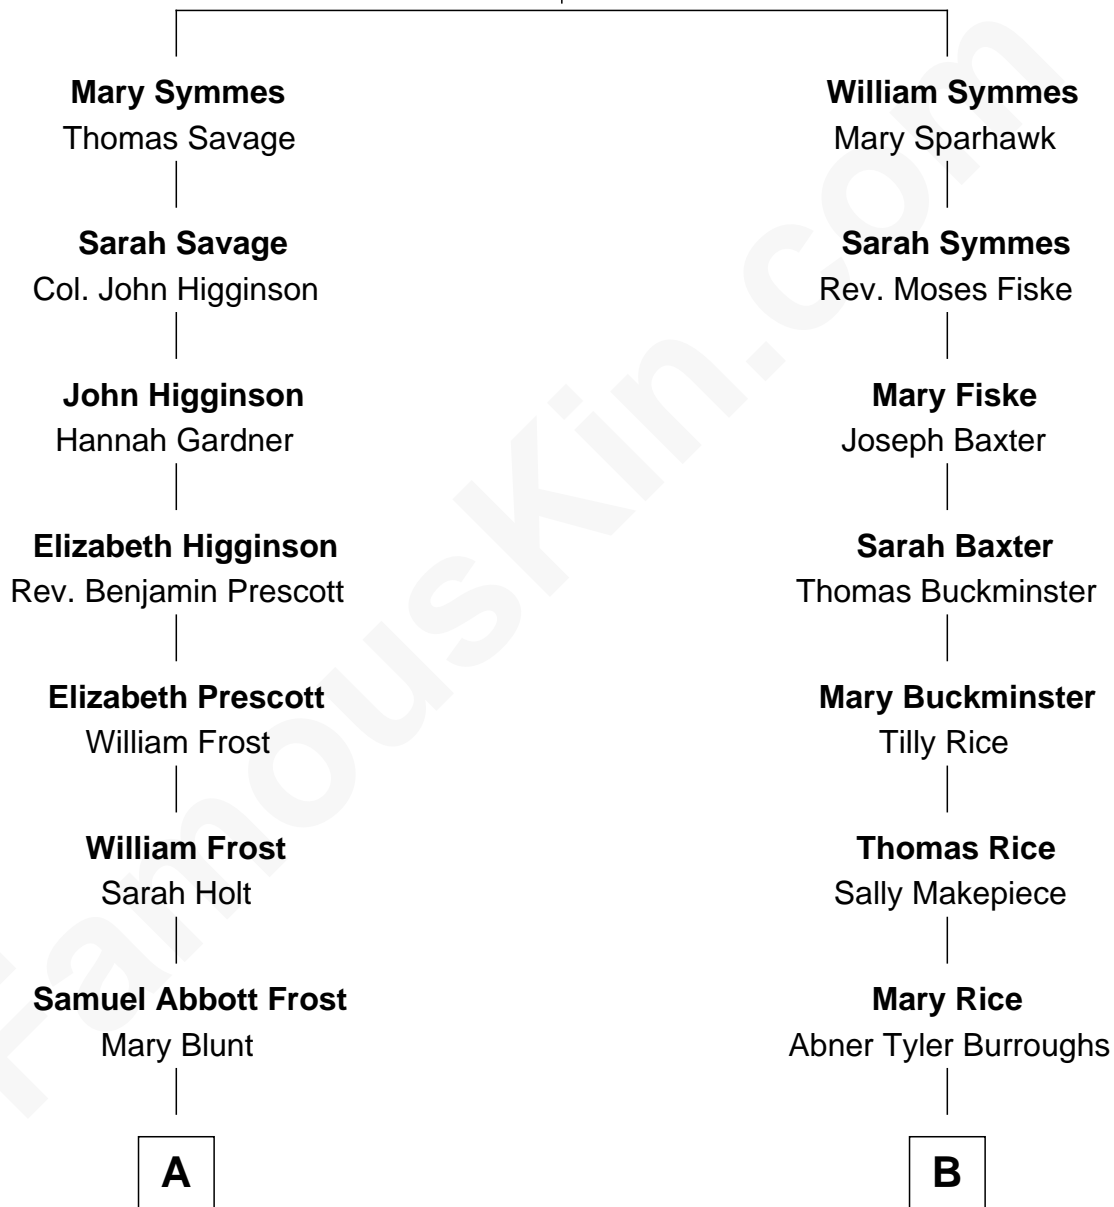 Mary Symmes
Thomas Savage
Sarah Savage
Col. John Higginson
John Higginson
Hannah Gardner
Elizabeth Higginson
Rev. Benjamin Prescott
Elizabeth Prescott
William Frost
William Frost
Sarah Holt
Samuel Abbott Frost
Mary Blunt
A
William Symmes
Mary Sparhawk
Sarah Symmes
Rev. Moses Fiske
Mary Fiske
Joseph Baxter
Sarah Baxter
Thomas Buckminster
Mary Buckminster
Tilly Rice
Thomas Rice
Sally Makepiece
Mary Rice
Abner Tyler Burroughs
B
FamousKin.com